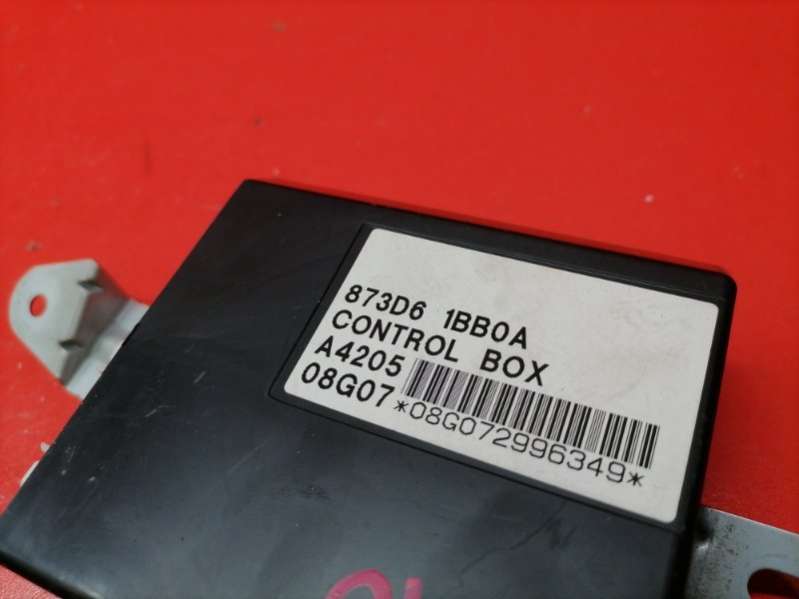 873D6 1BB0A
CONTROL BOX
A4205
08G07
*08G072996349*